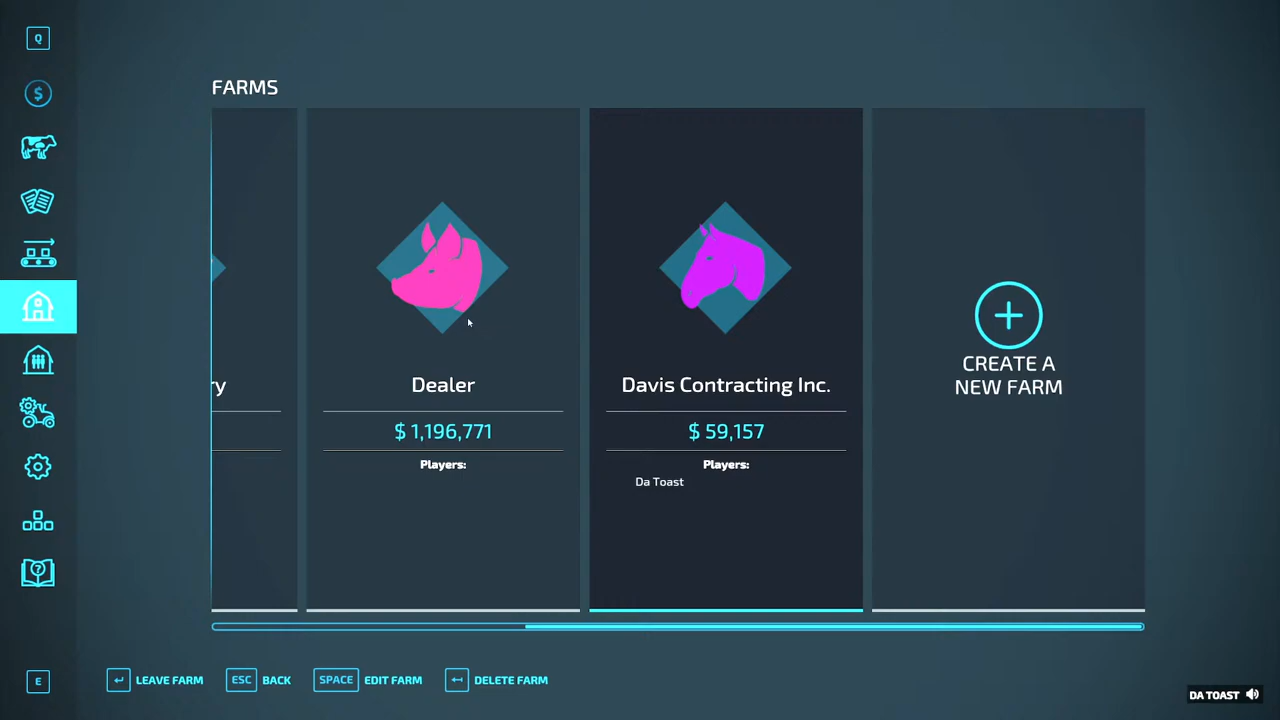 Q
FARMS
$
ry
Dealer
$ 1,196,771
Players:
Davis Contracting Inc.
$ 59,157
Players:
Da Toast
CREATE A
NEW FARM
?
E
LEAVE FARM
ESC BACK
SPACE EDIT FARM
DELETE FARM
DA TOAST